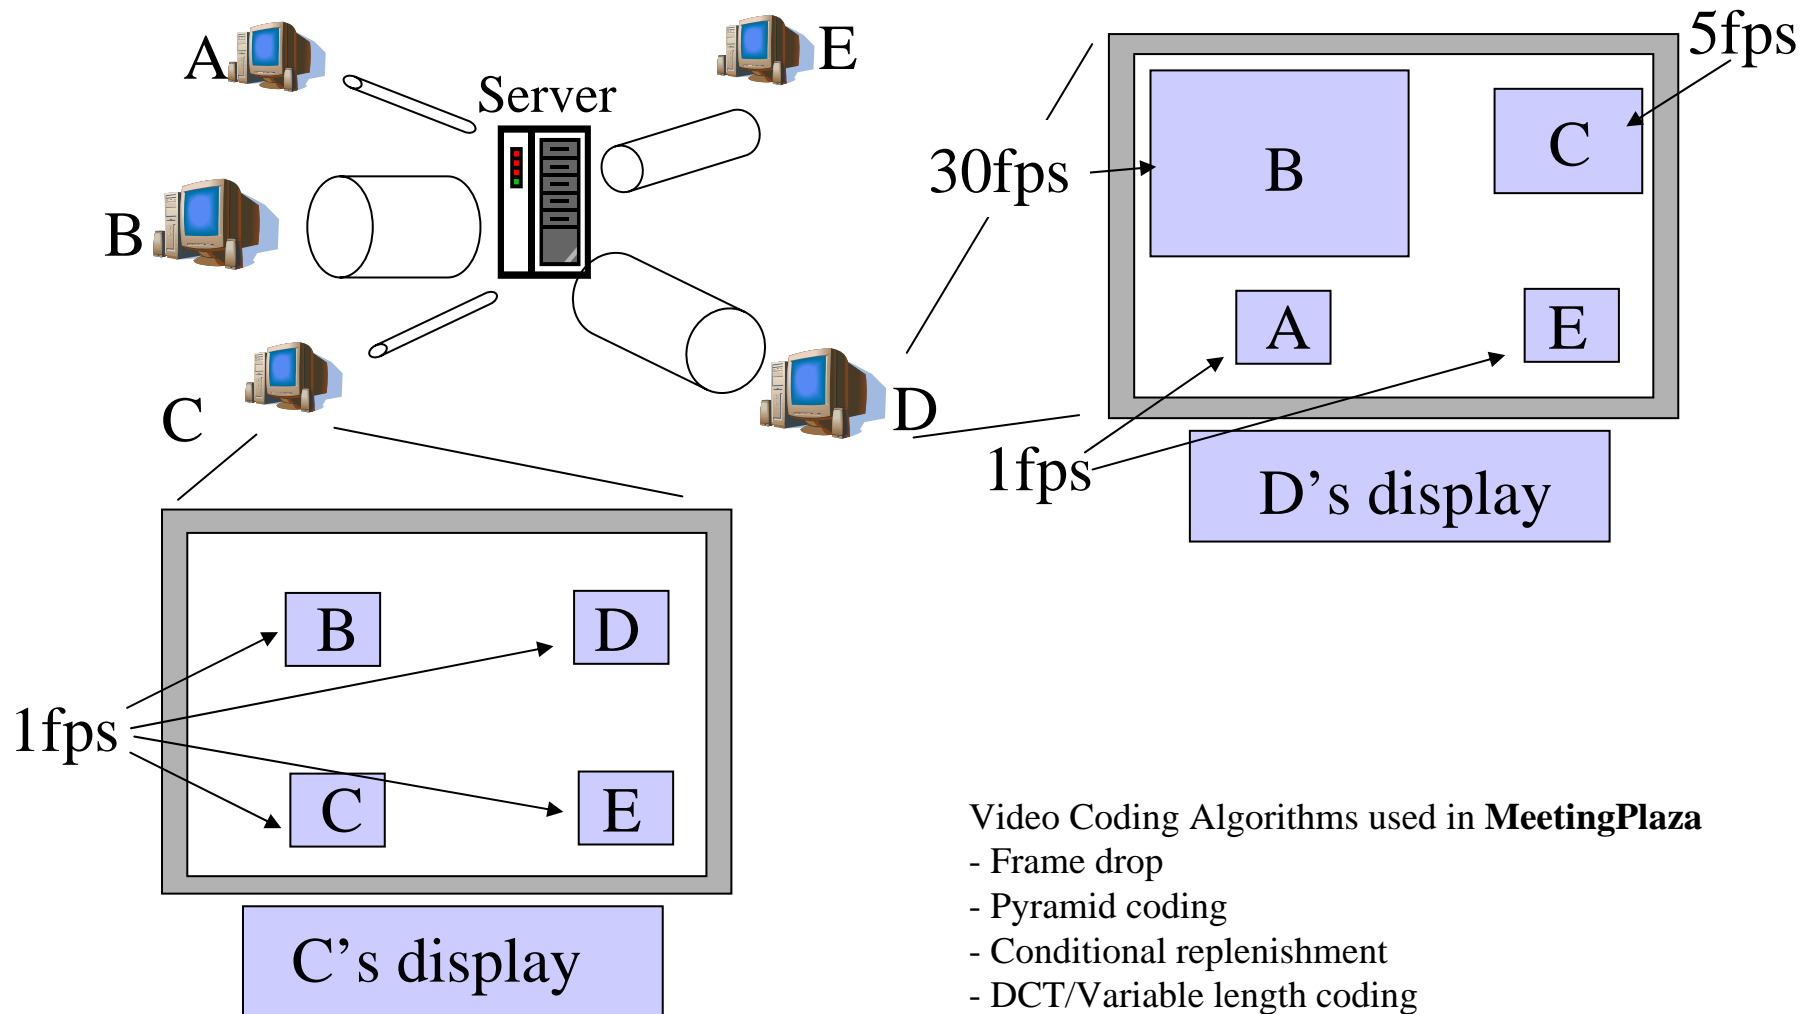 A
E
Server
B
C
D
5fps
30fps
B
C
A
E
1fps
D’s display
B
D
1fps
C
E
C’s display
Video Coding Algorithms used in MeetingPlaza
- Frame drop
- Pyramid coding
- Conditional replenishment
- DCT/Variable length coding